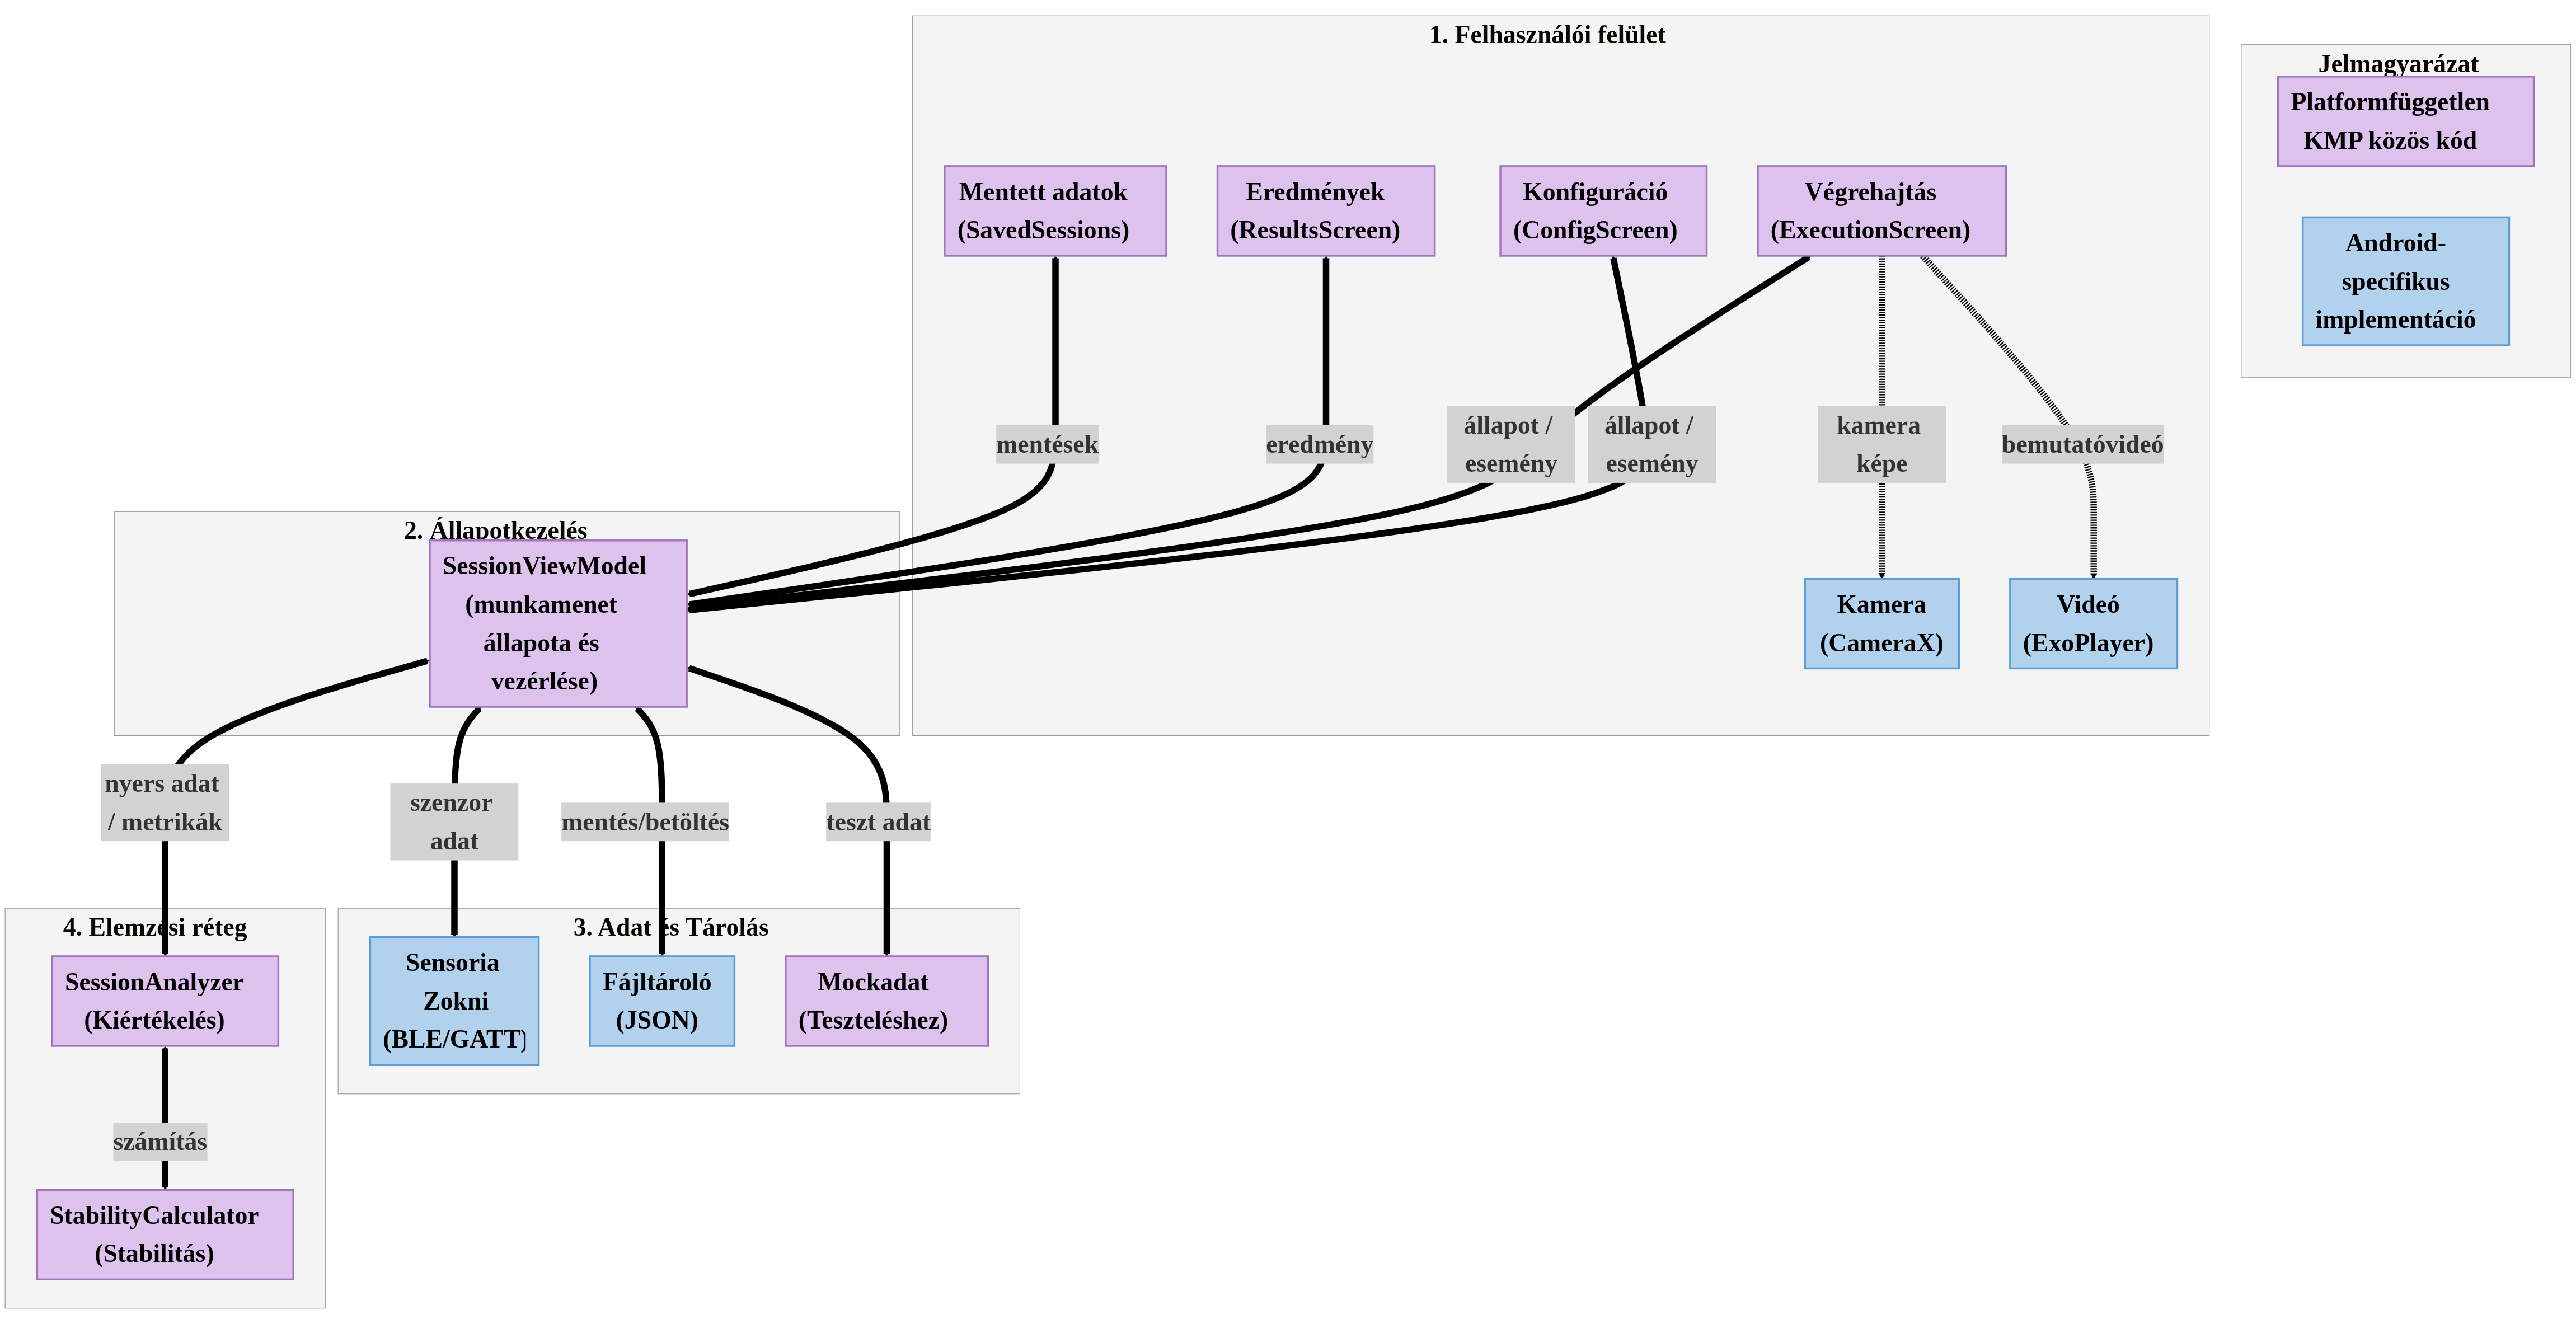 1. Felhasználói felület
Mentett adatok
(SavedSessions)
Eredmények
(ResultsScreen)
Konfiguráció
(ConfigScreen)
Végrehajtás
(ExecutionScreen)
mentések
eredmény
állapot /
esemény
állapot /
esemény
kamera
képe
bemutatóvideó
Kamera
(CameraX)
Videó
(ExoPlayer)
Jelmagyarázat
Platformfüggetlen
KMP közös kód
Android-
specifikus
implementáció
2. Állapotkezelés
SessionViewModel
(munkamenet
állapota és
vezérlése)
nyers adat
/ metrikák
szenzor
adat
mentés/betöltés
teszt adat
4. Elemzési réteg
SessionAnalyzer
(Kiértékelés)
számítás
StabilityCalculator
(Stabilitás)
3. Adat és Tárolás
Sensoria
Zokni
(BLE/GATT)
Fájltároló
(JSON)
Mockadat
(Teszteléshez)